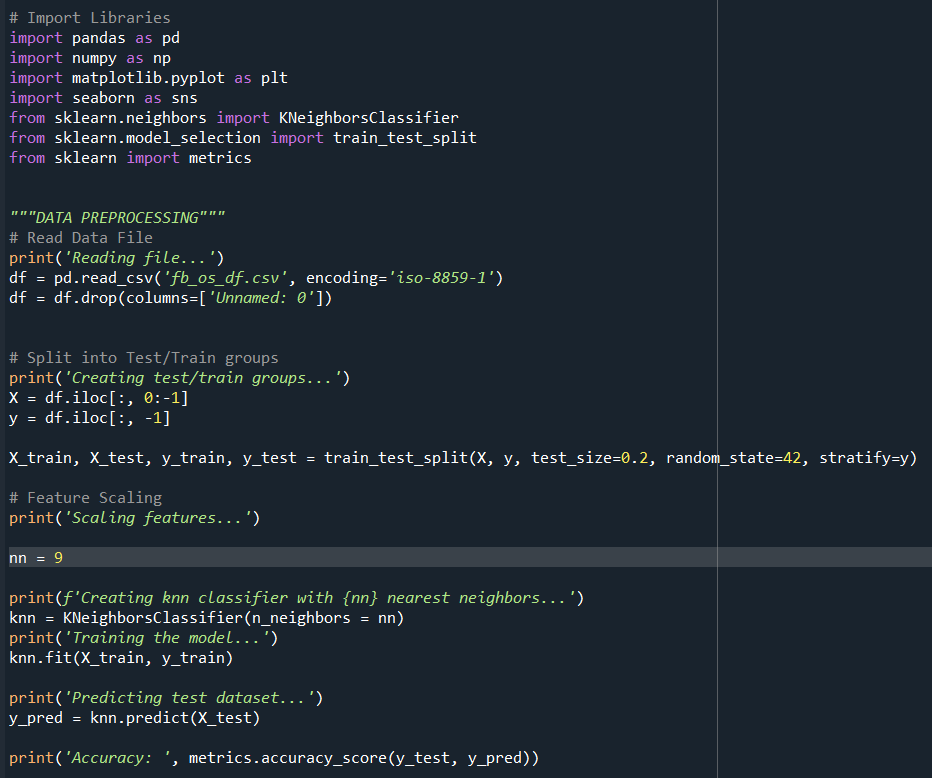 # Import Libraries
import pandas as pd
import numpy as np
import matplotlib.pyplot as plt
import seaborn as sns
from sklearn.neighbors import KNeighborsClassifier
from sklearn.model_selection import train_test_split
from sklearn import metrics
"""DATA PREPROCESSING"""
# Read Data File
print('Reading file...')
df = pd.read_csv('fb_os_df.csv', encoding='iso-8859-1')
df = df.drop(columns=['Unnamed: 0'])
# Split into Test/Train groups
print('Creating test/train groups...')
X = df.iloc[:, 0:-1]
y = df.iloc[:, -1]
X_train, X_test, y_train, y_test = train_test_split(X, y, test_size=0.2, random_state=42, stratify=y)
# Feature Scaling
print('Scaling features...')
nn = 9
print(f'Creating knn classifier with {nn} nearest neighbors...')
knn = KNeighborsClassifier(n_neighbors = nn)
print('Training the model...')
knn.fit(X_train, y_train)
print('Predicting test dataset...')
y_pred = knn.predict(X_test)
print('Accuracy: ', metrics.accuracy_score(y_test, y_pred))